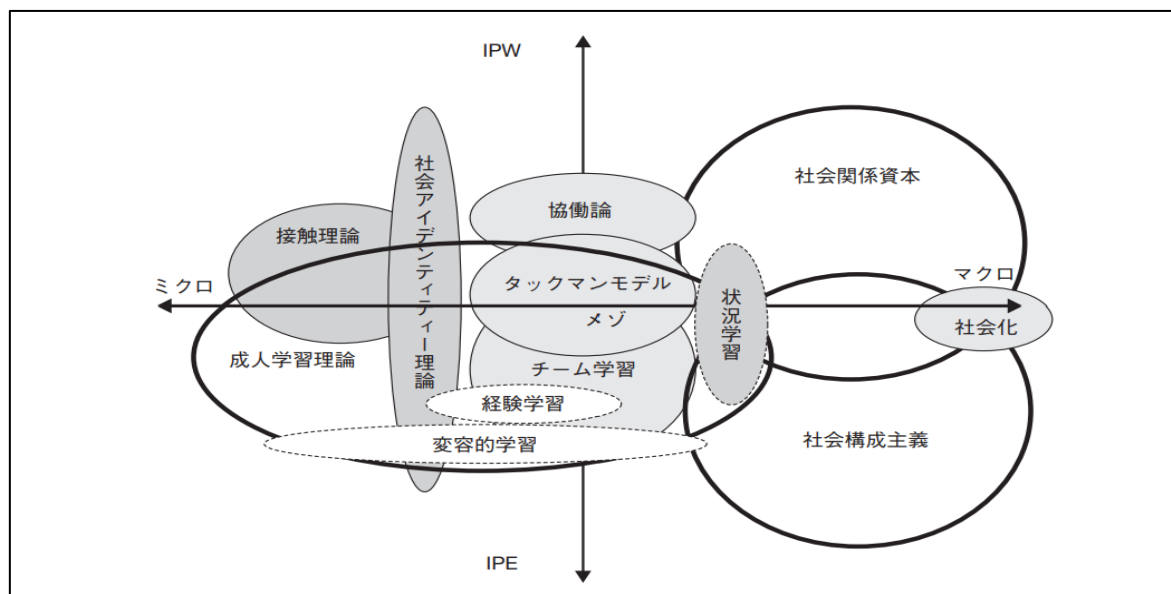 IPW
社会アイデンティティー理論
社会関係資本
協働論
接触理論
ミクロ
タックマンモデル
マクロ
メゾ
状況学習
社会化
成人学習理論
チーム学習
経験学習
変容的学習
社会構成主義
IPE